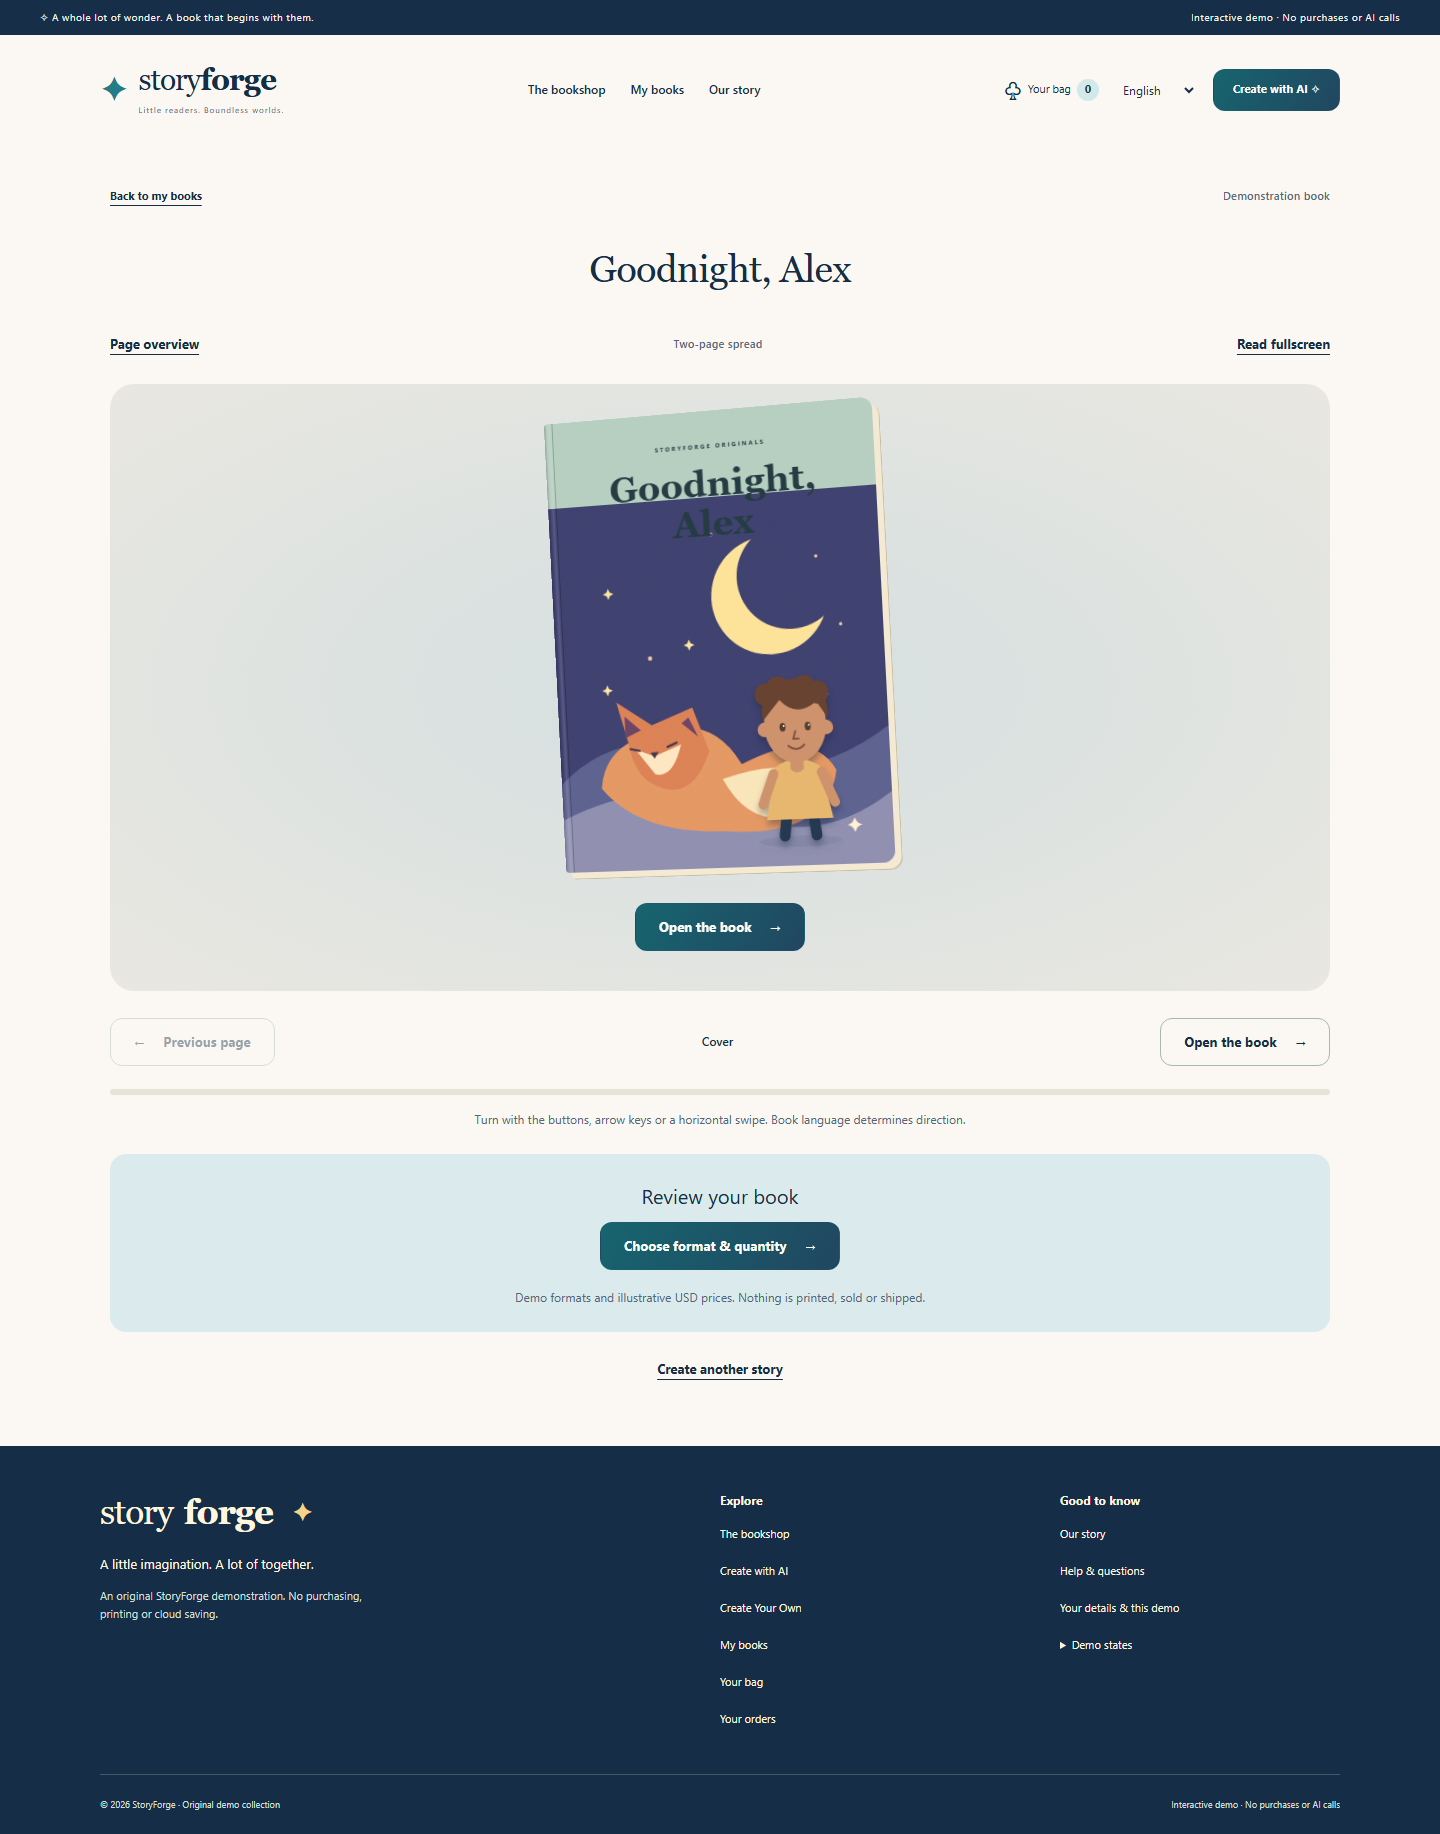 ✧ A whole lot of wonder. A book that begins with them.
Interactive demo · No purchases or AI calls
storyforge
Little readers. Boundless worlds.
The bookshop
My books
Our story
Your bag 0
English
Create with AI ✧
Back to my books
Demonstration book
Goodnight, Alex
Page overview
Two-page spread
Read fullscreen
STORYFORGE ORIGINALS
Goodnight,
Alex
Open the book →
← Previous page
Cover
Open the book →
Turn with the buttons, arrow keys or a horizontal swipe. Book language determines direction.
Review your book
Choose format & quantity →
Demo formats and illustrative USD prices. Nothing is printed, sold or shipped.
Create another story
story forge
A little imagination. A lot of together.
An original StoryForge demonstration. No purchasing,
printing or cloud saving.
Explore
The bookshop
Create with AI
Create Your Own
My books
Your bag
Your orders
Good to know
Our story
Help & questions
Your details & this demo
▶ Demo states
© 2026 StoryForge · Original demo collection
Interactive demo · No purchases or AI calls